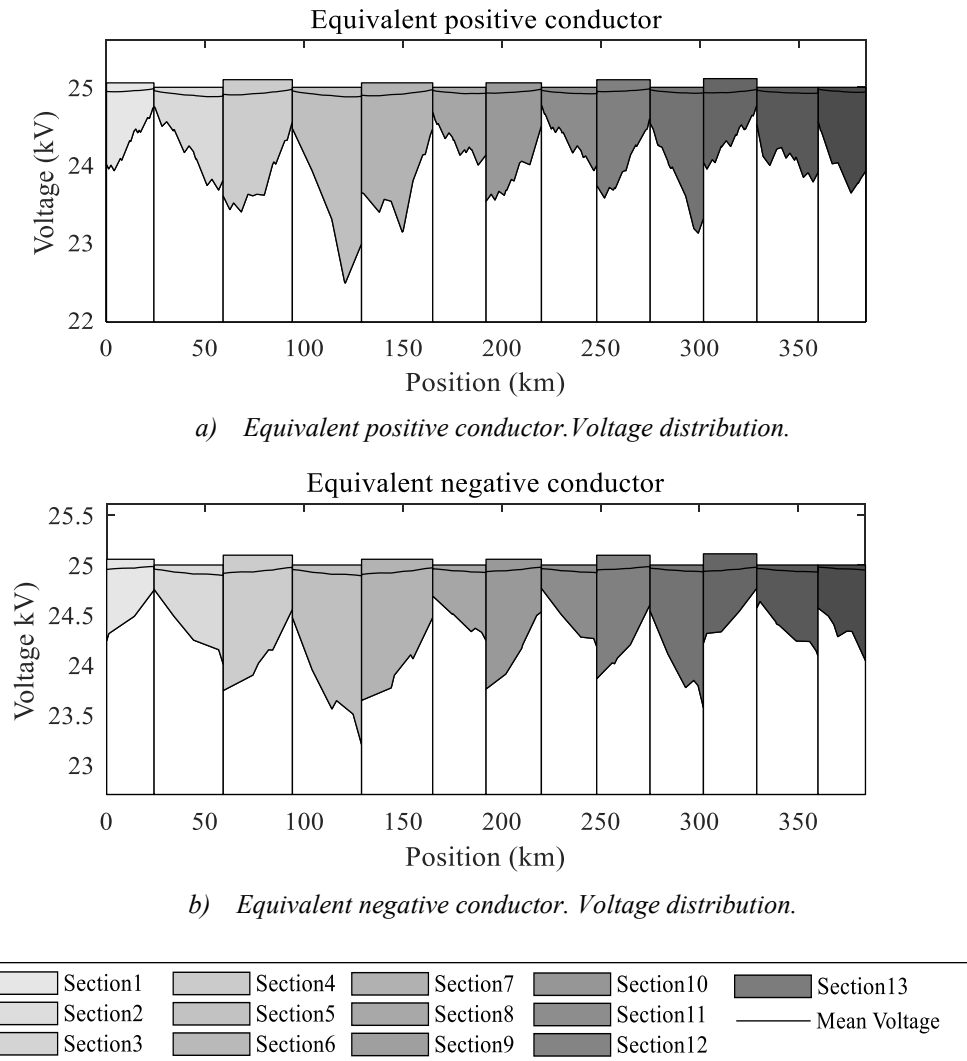 Equivalent positive conductor
25
24
23
22
Voltage (kV)
0 50 100 150 200 250 300 350
Position (km)
a) Equivalent positive conductor.Voltage distribution.
Equivalent negative conductor
25.5
25
24.5
24
23.5
23
Voltage kV)
0 50 100 150 200 250 300 350
Position (km)
b) Equivalent negative conductor. Voltage distribution.
Section1 Section4 Section7 Section10 Section13
Section2 Section5 Section8 Section11 Mean Voltage
Section3 Section6 Section9 Section12